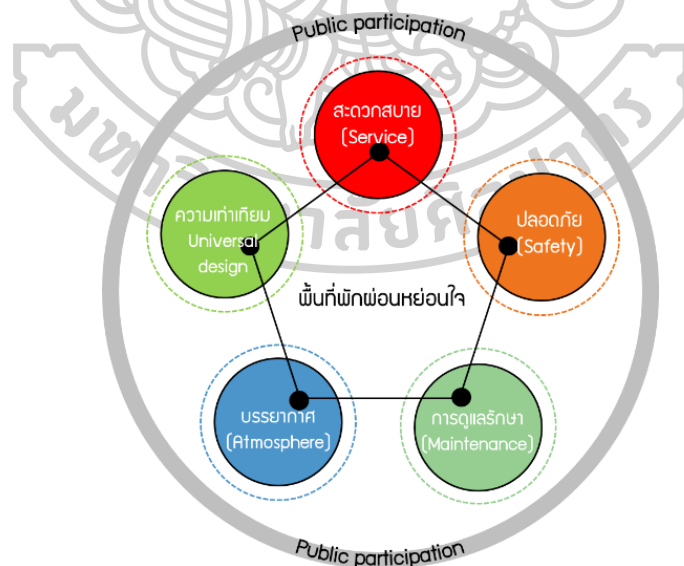 Public participation
สะดวกสบาย
(Service)
ความเท่าเทียม
Universal
design
ปลอดภัย
(Safety)
พื้นที่พักผ่อนหย่อนใจ
บรรยากาศ
(Atmosphere)
การดูแลรักษา
(Maintenance)
Public participation